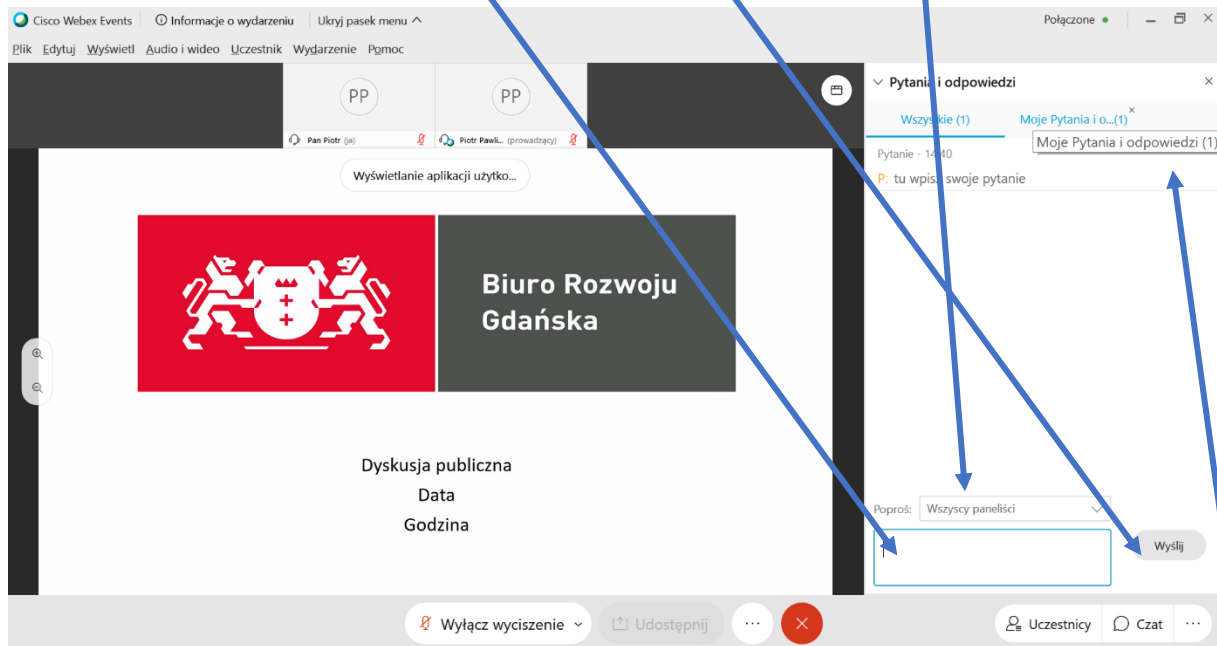 Cisco Webex Events Informacje o wydarzeniu Ukryj pasek menu Połączone
Plik Edytuj Wyświetl Audio i wideo Uczestnik Wydarzenie Pomoc
PP PP
Pan Piotr (ja) Piotr Pawli... (prowadzący)
Wyświetlanie aplikacji użytko...
Biuro Rozwoju
Gdańska
Dyskusja publiczna
Data
Godzina
Pytania i odpowiedzi
Wszystkie (1) Moje Pytania i o...(1)
Moje Pytania i odpowiedzi (1)
Pytanie - 14:40
P: tu wpisz swoje pytanie
Poproś: Wszyscy paneliści
Wyślij
Wyłącz wyciszenie Udostępnij ... Uczestnicy Czat ...